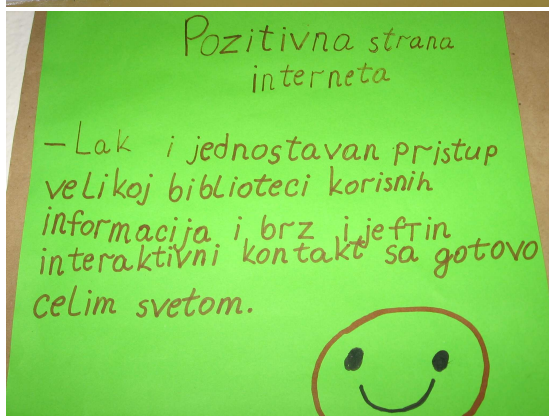 Pozitivna strana
interneta
- Lak i jednostavan pristup
velikoj biblioteci korisnih
informacija i brz i jeftin
interaktivni kontakt sa gotovo
celim svetom.